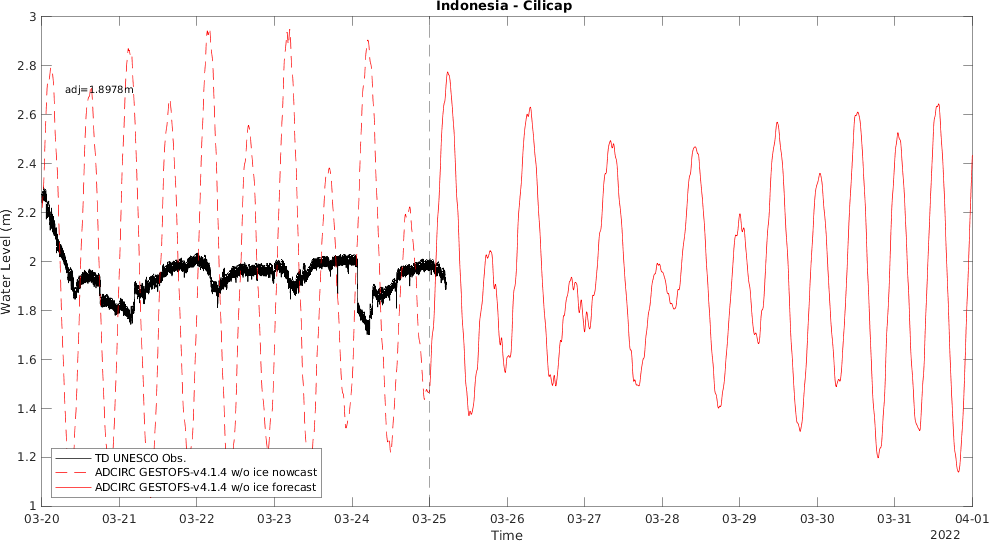 Indonesia - Cilicap
3
2.8
2.6
2.4
2.2
2
1.8
1.6
1.4
1.2
1
Water Level (m)
adj=1.8978m
TD UNESCO Obs.
ADCIRC GESTOFS-v4.1.4 w/o ice nowcast
ADCIRC GESTOFS-v4.1.4 w/o ice forecast
03-20 03-21 03-22 03-23 03-24 03-25 03-26 03-27 03-28 03-29 03-30 03-31 04-01
Time
2022